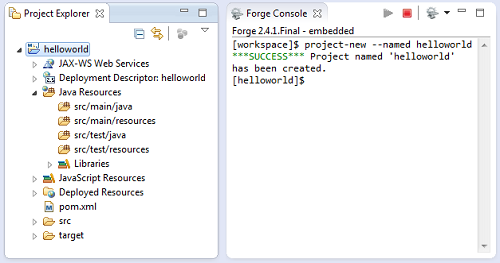 Project Explorer
helloworld
JAX-WS Web Services
Deployment Descriptor: helloworld
Java Resources
src/main/java
src/main/resources
src/test/java
src/test/resources
Libraries
JavaScript Resources
Deployed Resources
pom.xml
src
target
Forge Console
Forge 2.4.1.Final - embedded
[workspace]$ project-new --named helloworld
***SUCCESS*** Project named 'helloworld'
has been created.
[helloworld]$